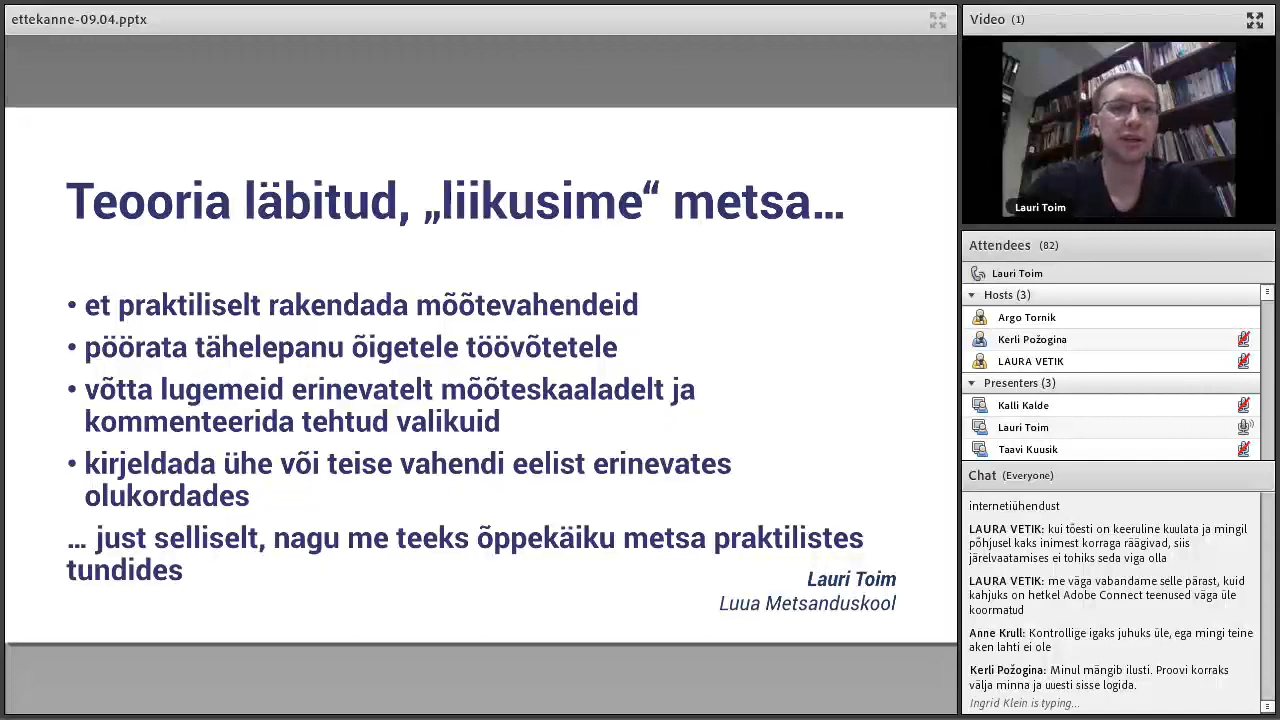 ettekanne-09.04.pptx
Teooria läbitud, „liikusime“ metsa...
• et praktiliselt rakendada mõõtevahendeid
• pöörata tähelepanu õigetele töövõtetele
• võtta lugemeid erinevatelt mõõteskaaladelt ja
kommenteerida tehtud valikuid
• kirjeldada ühe või teise vahendi eelist erinevates
olukordades
... just selliselt, nagu me teeks õppekäiku metsa praktilistes
tundides
Lauri Toim
Luua Metsanduskool
Video (1)
Lauri Toim
Attendees (82)
Lauri Toim
Hosts (3)
Argo Tornik
Kerli Požogina
LAURA VETIK
Presenters (3)
Kalli Kalde
Lauri Toim
Taavi Kuusik
Chat (Everyone)
internetiühendust
LAURA VETIK: kui tõesti on keeruline kuulata ja mingil
põhjusel kaks inimest korraga räägivad, siis
järelvaatamises ei tohiks seda viga olla
LAURA VETIK: me väga vabandame selle pärast, kuid
kahjuks on hetkel Adobe Connect teenused väga üle
koormatud
Anne Krull: Kontrollige igaks juhuks üle, ega mingi teine
aken lahti ei ole
Kerli Požogina: Minul mängib ilusti. Proovi korraks
välja minna ja uuesti sisse logida.
Ingrid Klein is typing...